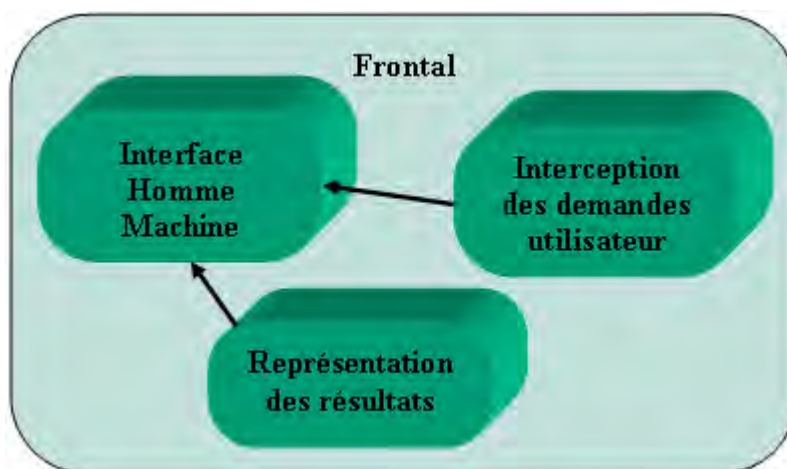 Frontal
Interface
Homme
Machine
Interception
des demandes
utilisateur
Représentation
des résultats